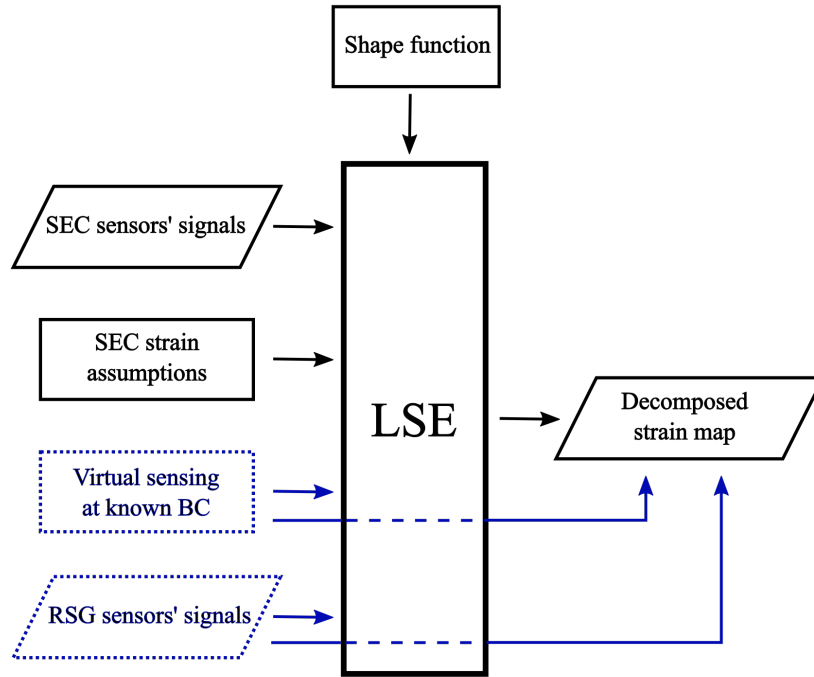 Shape function
SEC sensors' signals
SEC strain
assumptions
LSE
Decomposed
strain map
Virtual sensing
at known BC
RSG sensors' signals